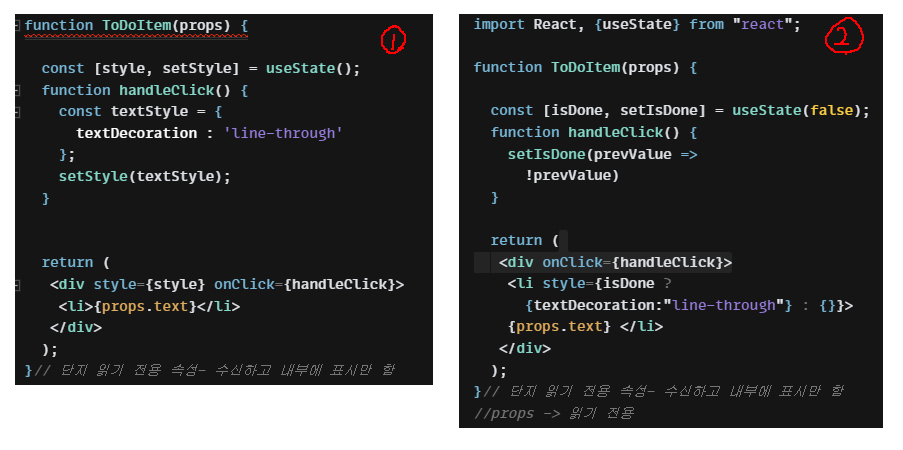 function ToDoItem(props) {
1.
const [style, setStyle] = useState();
function handleClick() {
const textStyle = {
textDecoration : 'line-through'
};
setStyle(textStyle);
}
return (
<div style={style} onClick={handleClick}>
<li>{props.text}</li>
</div>
);
}// 단지 읽기 전용 속성- 수신하고 내부에 표시만 함
import React, {useState} from "react";
2
function ToDoItem(props) {
const [isDone, setIsDone] = useState(false);
function handleClick() {
setIsDone(prevValue =>
!prevValue)
}
return (
<div onClick={handleClick}>
<li style={isDone ?
{textDecoration:"line-through"} : {}}>
{props.text} </li>
</div>
);
}// 단지 읽기 전용 속성- 수신하고 내부에 표시만 함
//props -> 읽기 전용